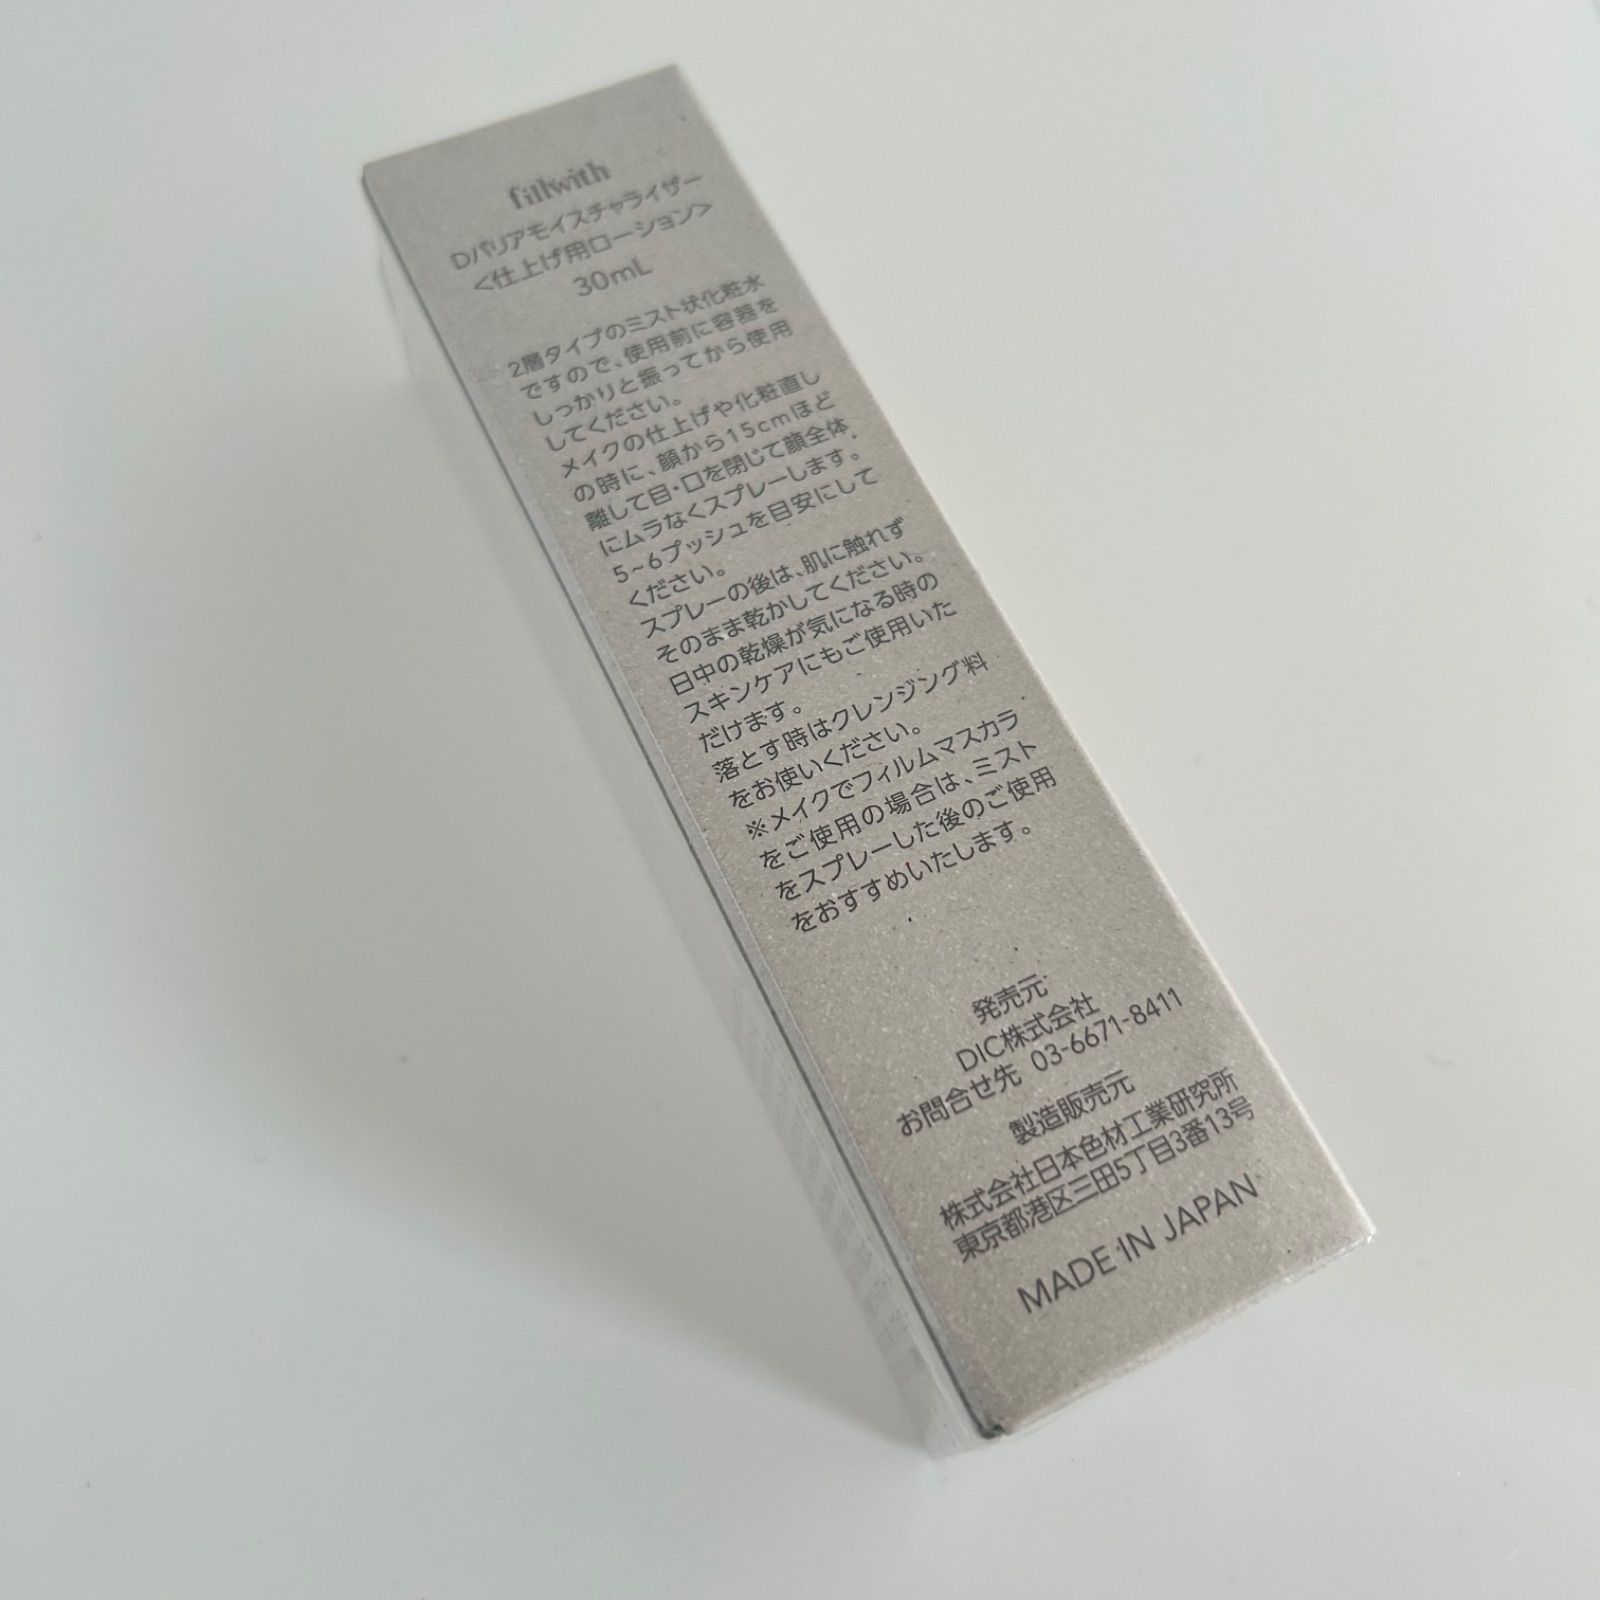 fillwith
Dバリアモイスチャライザー
<仕上げ用ローション>
30mL
2層タイプのミスト状化粧水
ですので、使用前に容器を
しっかりと振ってから使用
してください。
メイクの仕上げや化粧直し
の時に、顔から15cmほど
離して目・口を閉じて顔全体
にムラなくスプレーします。
5~6プッシュを目安にして
ください。
スプレーの後は、肌に触れず
そのまま乾かしてください。
日中の乾燥が気になる時の
スキンケアにもご使用いた
だけます。
落とす時はクレンジング料
をお使いください。
※メイクでフィルムマスカラ
をご使用の場合は、ミスト
をスプレーした後のご使用
をおすすめいたします。
発売元
DIC株式会社
お問合せ先 03-6671-8411
製造販売元
株式会社日本色材工業研究所
東京都港区三田5丁目3番13号
MADE IN JAPAN